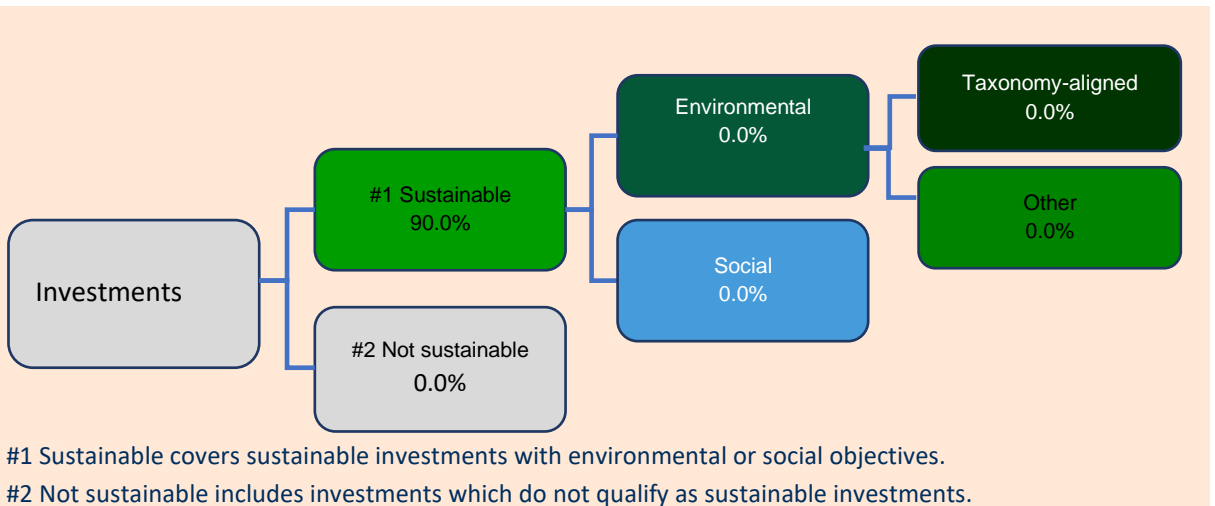 Investments
#1 Sustainable
90.0%
#2 Not sustainable
0.0%
Environmental
0.0%
Social
0.0%
Taxonomy-aligned
0.0%
Other
0.0%
#1 Sustainable covers sustainable investments with environmental or social objectives.
#2 Not sustainable includes investments which do not qualify as sustainable investments.